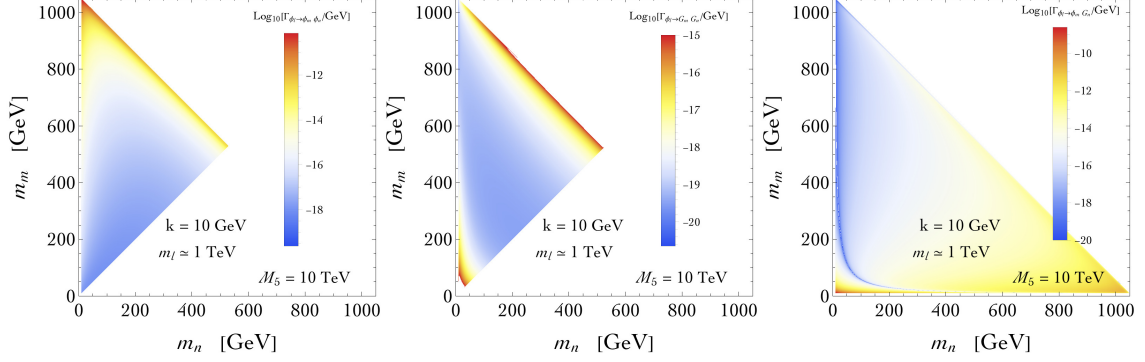 Log₁₀[Γ_{ϕₗ→ϕₘ ϕₙ}/GeV]
1000
800
600
400
200
0
m_m [GeV]
−12
−14
−16
−18
k = 10 GeV
m_l ≃ 1 TeV
M₅ = 10 TeV
0 200 400 600 800 1000
m_n [GeV]
Log₁₀[Γ_{ϕₗ→Gₘ Gₙ}/GeV]
1000
800
600
400
200
0
m_m [GeV]
−15
−16
−17
−18
−19
−20
k = 10 GeV
m_l ≃ 1 TeV
M₅ = 10 TeV
0 200 400 600 800 1000
m_n [GeV]
Log₁₀[Γ_{ϕₗ→ϕₘ Gₙ}/GeV]
1000
800
600
400
200
0
m_m [GeV]
−10
−12
−14
−16
−18
−20
k = 10 GeV
m_l ≃ 1 TeV
M₅ = 10 TeV
0 200 400 600 800 1000
m_n [GeV]